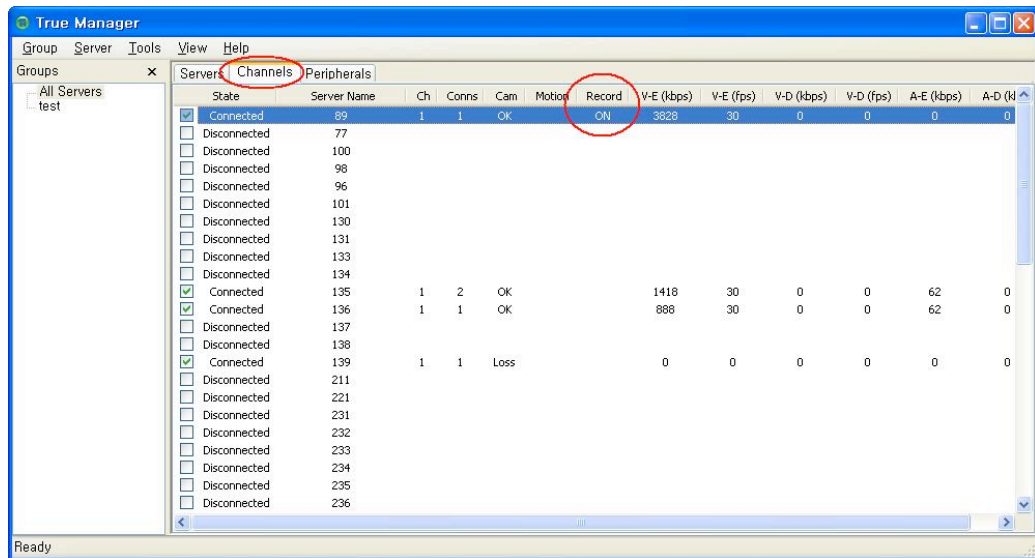 True Manager
Group Server Tools View Help
Groups x
All Servers
test
Servers Channels Peripherals
State Server Name Ch Conns Cam Motion Record V-E (kbps) V-E (fps) V-D (kbps) V-D (fps) A-E (kbps) A-D (kl
Connected 89 1 1 OK ON 3828 30 0 0 0 0
Disconnected 77
Disconnected 100
Disconnected 98
Disconnected 96
Disconnected 101
Disconnected 130
Disconnected 131
Disconnected 133
Disconnected 134
Connected 135 1 2 OK 1418 30 0 0 62 0
Connected 136 1 1 OK 888 30 0 0 62 0
Disconnected 137
Disconnected 138
Connected 139 1 1 Loss 0 0 0 0 0 0
Disconnected 211
Disconnected 221
Disconnected 231
Disconnected 232
Disconnected 233
Disconnected 234
Disconnected 235
Disconnected 236
Ready